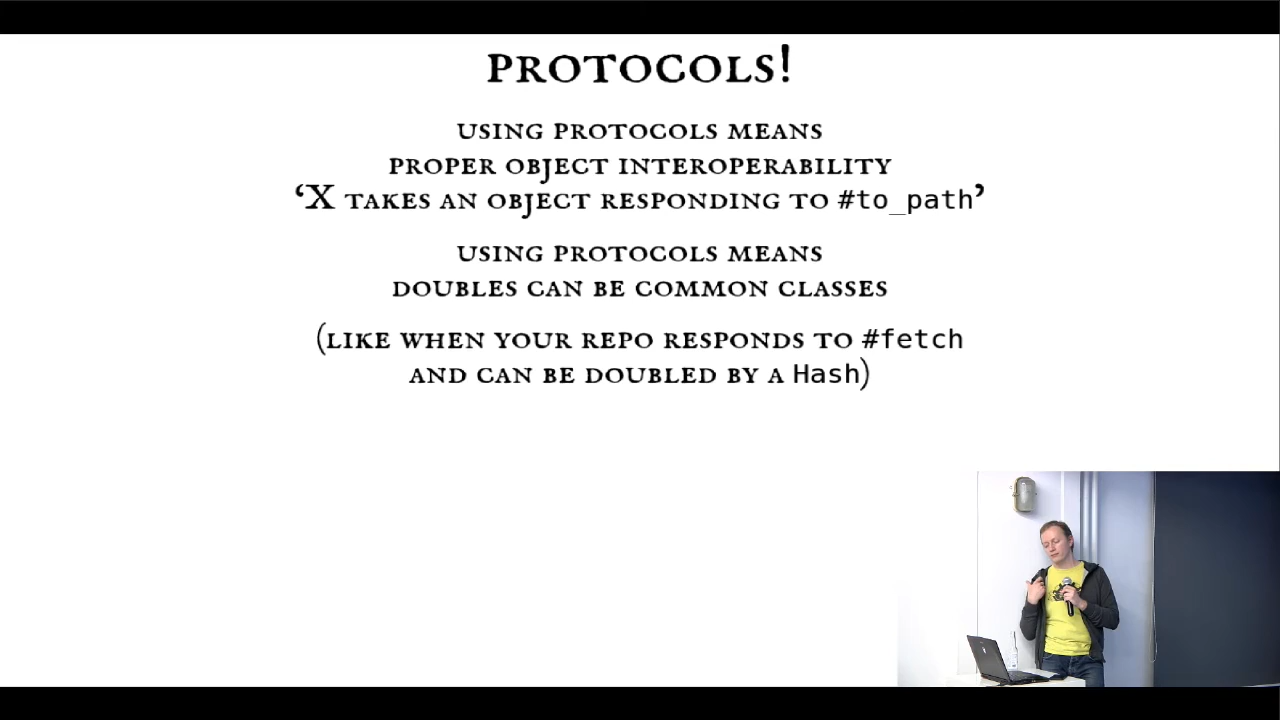 PROTOCOLS!
USING PROTOCOLS MEANS
PROPER OBJECT INTEROPERABILITY
‘X TAKES AN OBJECT RESPONDING TO #to_path’
USING PROTOCOLS MEANS
DOUBLES CAN BE COMMON CLASSES
(LIKE WHEN YOUR REPO RESPONDS TO #fetch
AND CAN BE DOUBLED BY A Hash)